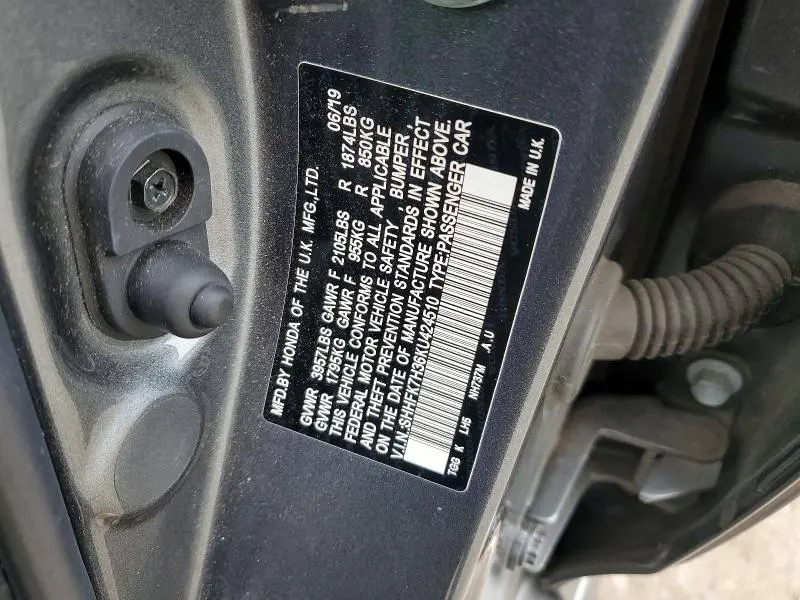 MFD.BY HONDA OF THE U.K. MFG.,LTD. 06/19
GVWR 3957LBS GAWR F 2105LBS R 1874LBS
GVWR 1795KG GAWR F 955KG R 850KG
THIS VEHICLE CONFORMS TO ALL APPLICABLE
FEDERAL MOTOR VEHICLE SAFETY , BUMPER,
AND THEFT PREVENTION STANDARDS IN EFFECT
ON THE DATE OF MANUFACTURE SHOWN ABOVE.
V.I.N.:SHHFK7H36KU424510 TYPE:PASSENGER CAR
TGG K LH5 NH737M A.U
MADE IN U.K.